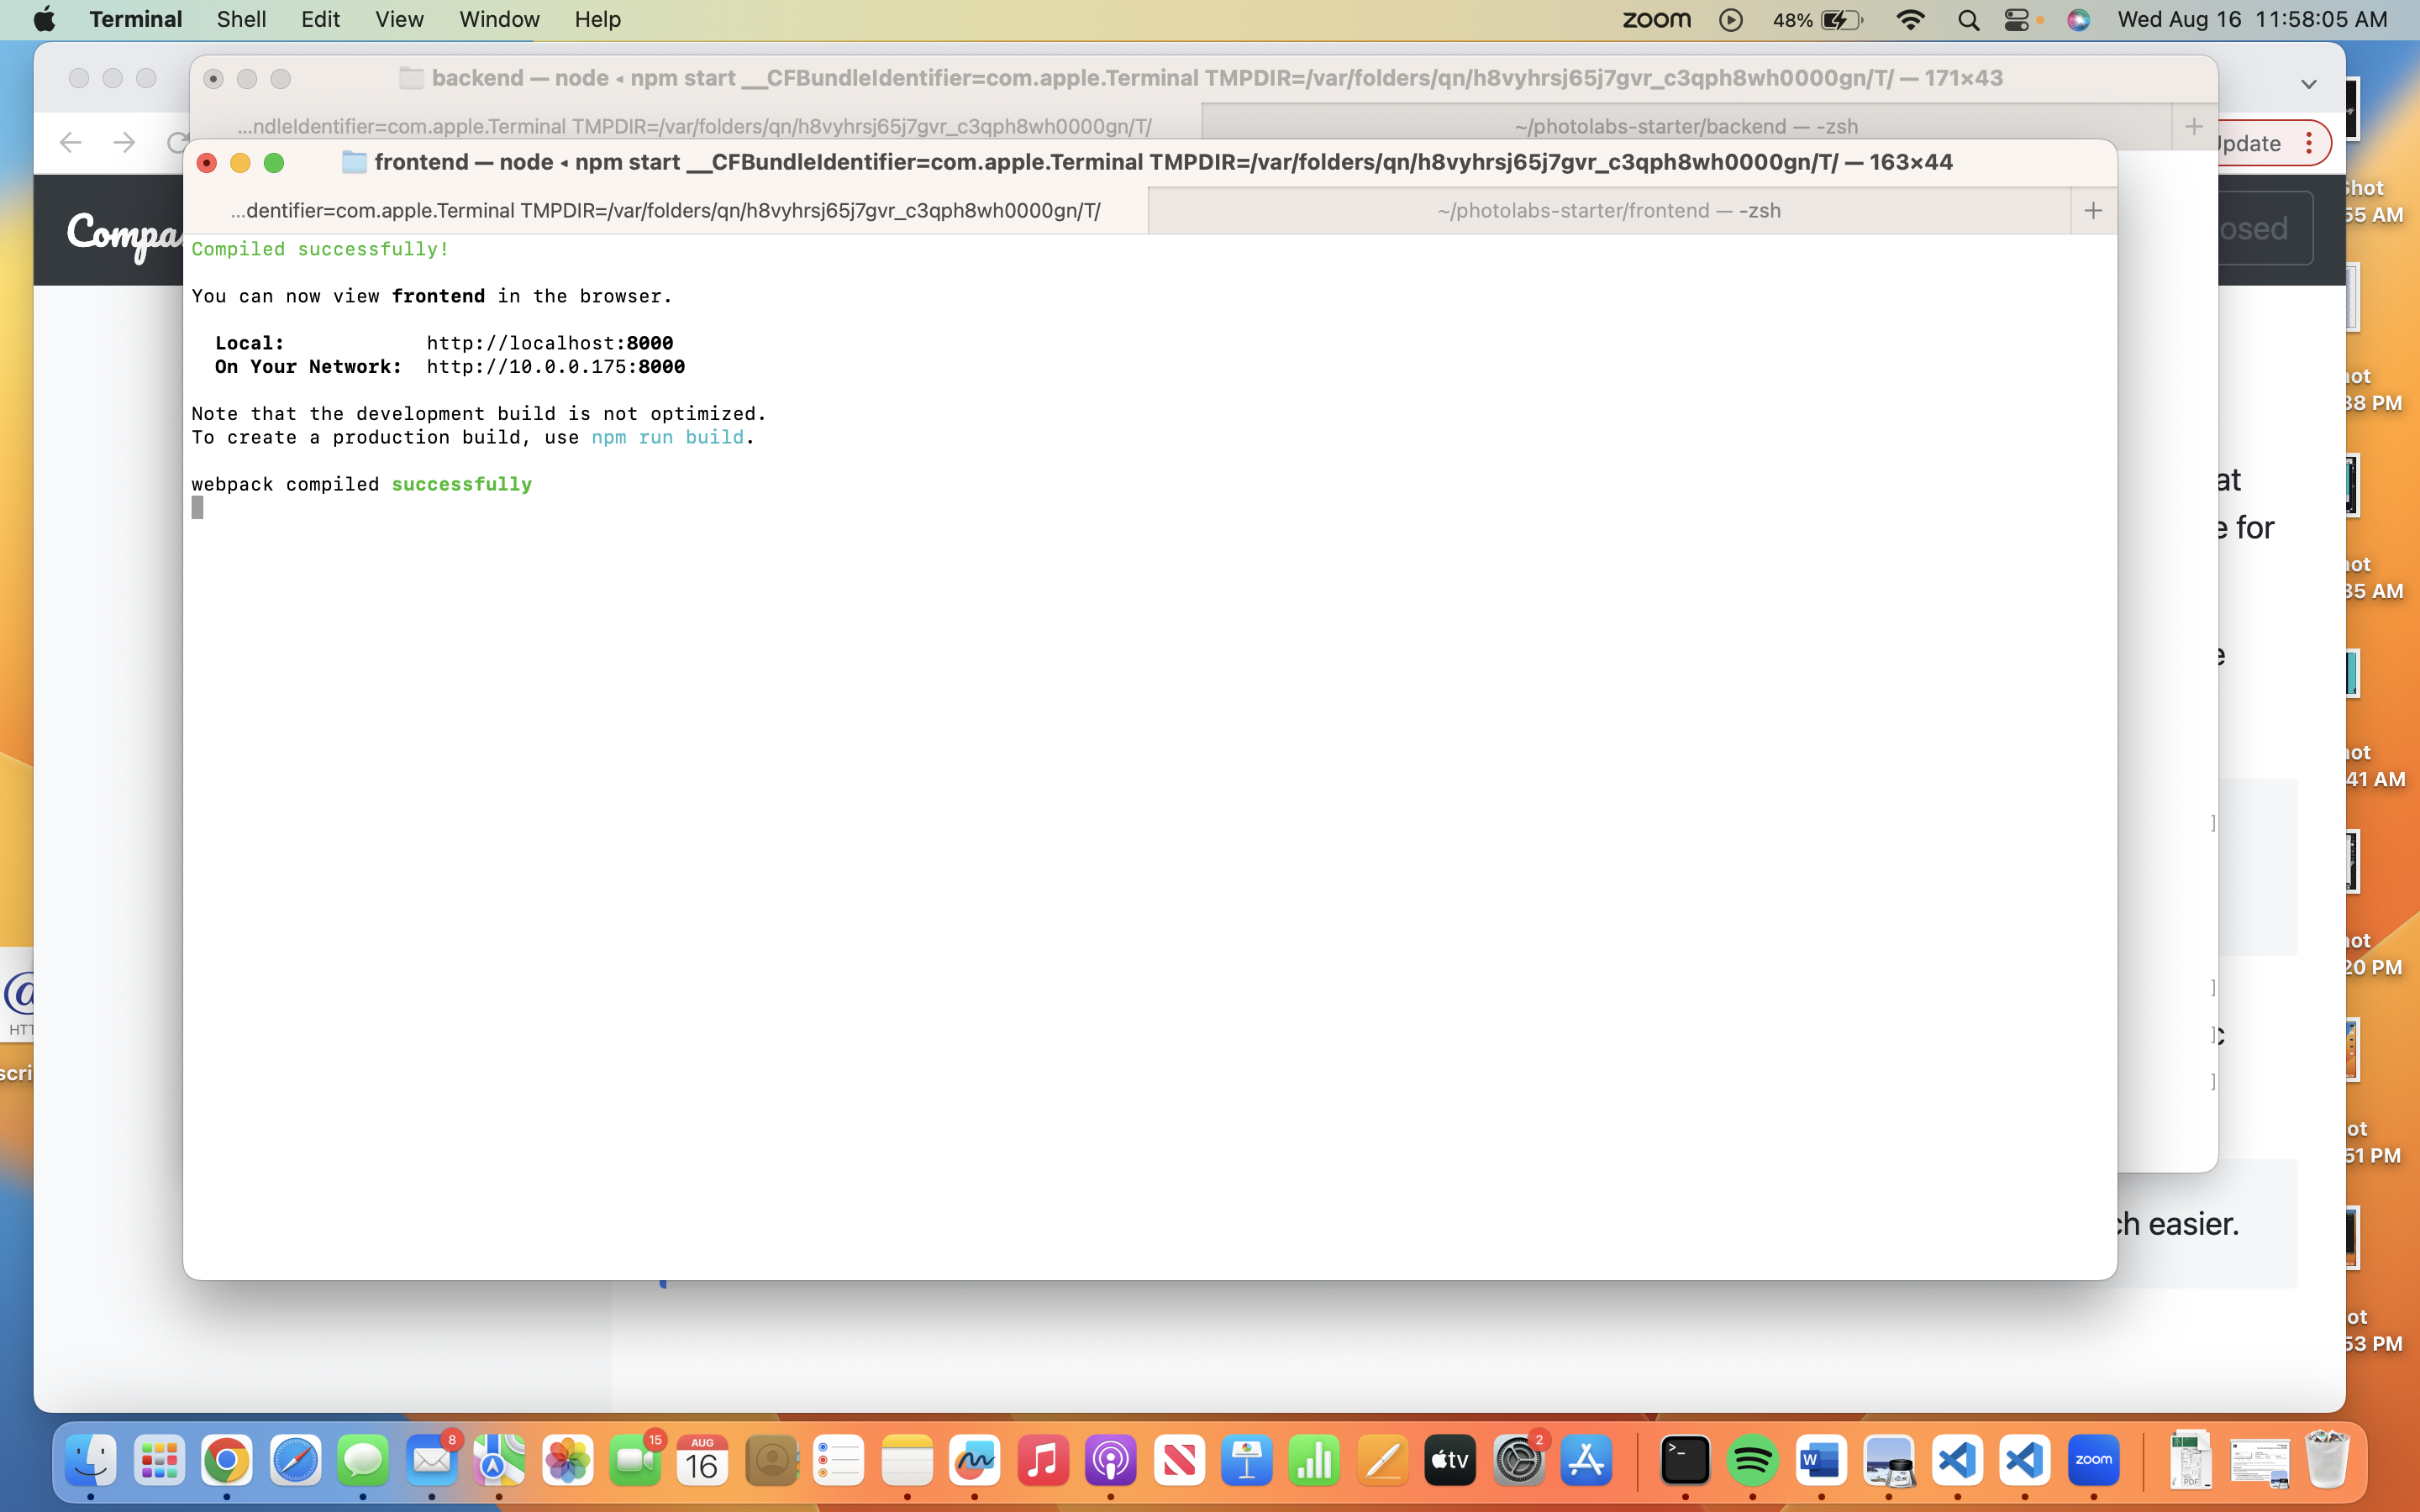 Terminal Shell Edit View Window Help zoom 48% Wed Aug 16 11:58:05 AM
backend — node ◂ npm start __CFBundleIdentifier=com.apple.Terminal TMPDIR=/var/folders/qn/h8vyhrsj65j7gvr_c3qph8wh0000gn/T/ — 171×43
...ndleIdentifier=com.apple.Terminal TMPDIR=/var/folders/qn/h8vyhrsj65j7gvr_c3qph8wh0000gn/T/ ~/photolabs-starter/backend — -zsh +
frontend — node ◂ npm start __CFBundleIdentifier=com.apple.Terminal TMPDIR=/var/folders/qn/h8vyhrsj65j7gvr_c3qph8wh0000gn/T/ — 163×44
...dentifier=com.apple.Terminal TMPDIR=/var/folders/qn/h8vyhrsj65j7gvr_c3qph8wh0000gn/T/ ~/photolabs-starter/frontend — -zsh +
Compa
osed
Compiled successfully!
You can now view frontend in the browser.
Local: http://localhost:8000
On Your Network: http://10.0.0.175:8000
Note that the development build is not optimized.
To create a production build, use npm run build.
webpack compiled successfully
at
e for
e
]
]
]c
]
ch easier.
pdate
hot
55 AM
ot
38 PM
ot
35 AM
ot
41 AM
ot
20 PM
ot
51 PM
ot
53 PM
@
HTT
scri
8
15
AUG
16
tv
2
>_
W
zoom
PDF